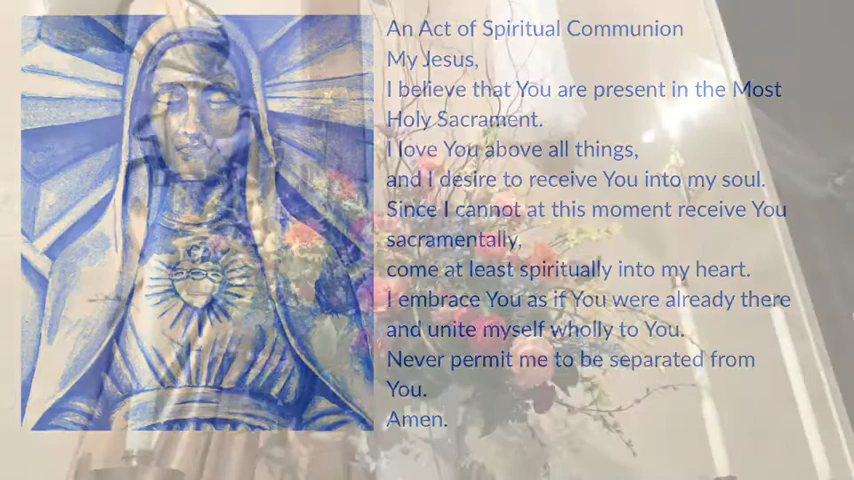 An Act of Spiritual Communion
My Jesus,
I believe that You are present in the Most
Holy Sacrament.
I love You above all things,
and I desire to receive You into my soul.
Since I cannot at this moment receive You
sacramentally,
come at least spiritually into my heart.
I embrace You as if You were already there
and unite myself wholly to You.
Never permit me to be separated from
You.
Amen.